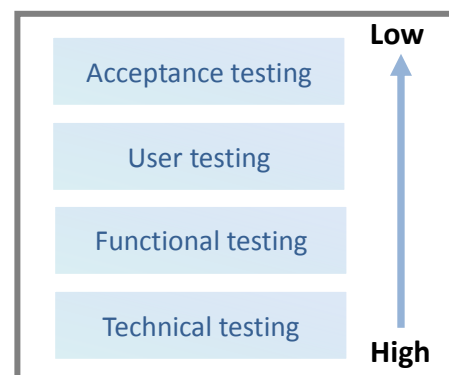 Low
Acceptance testing
User testing
Functional testing
Technical testing
High